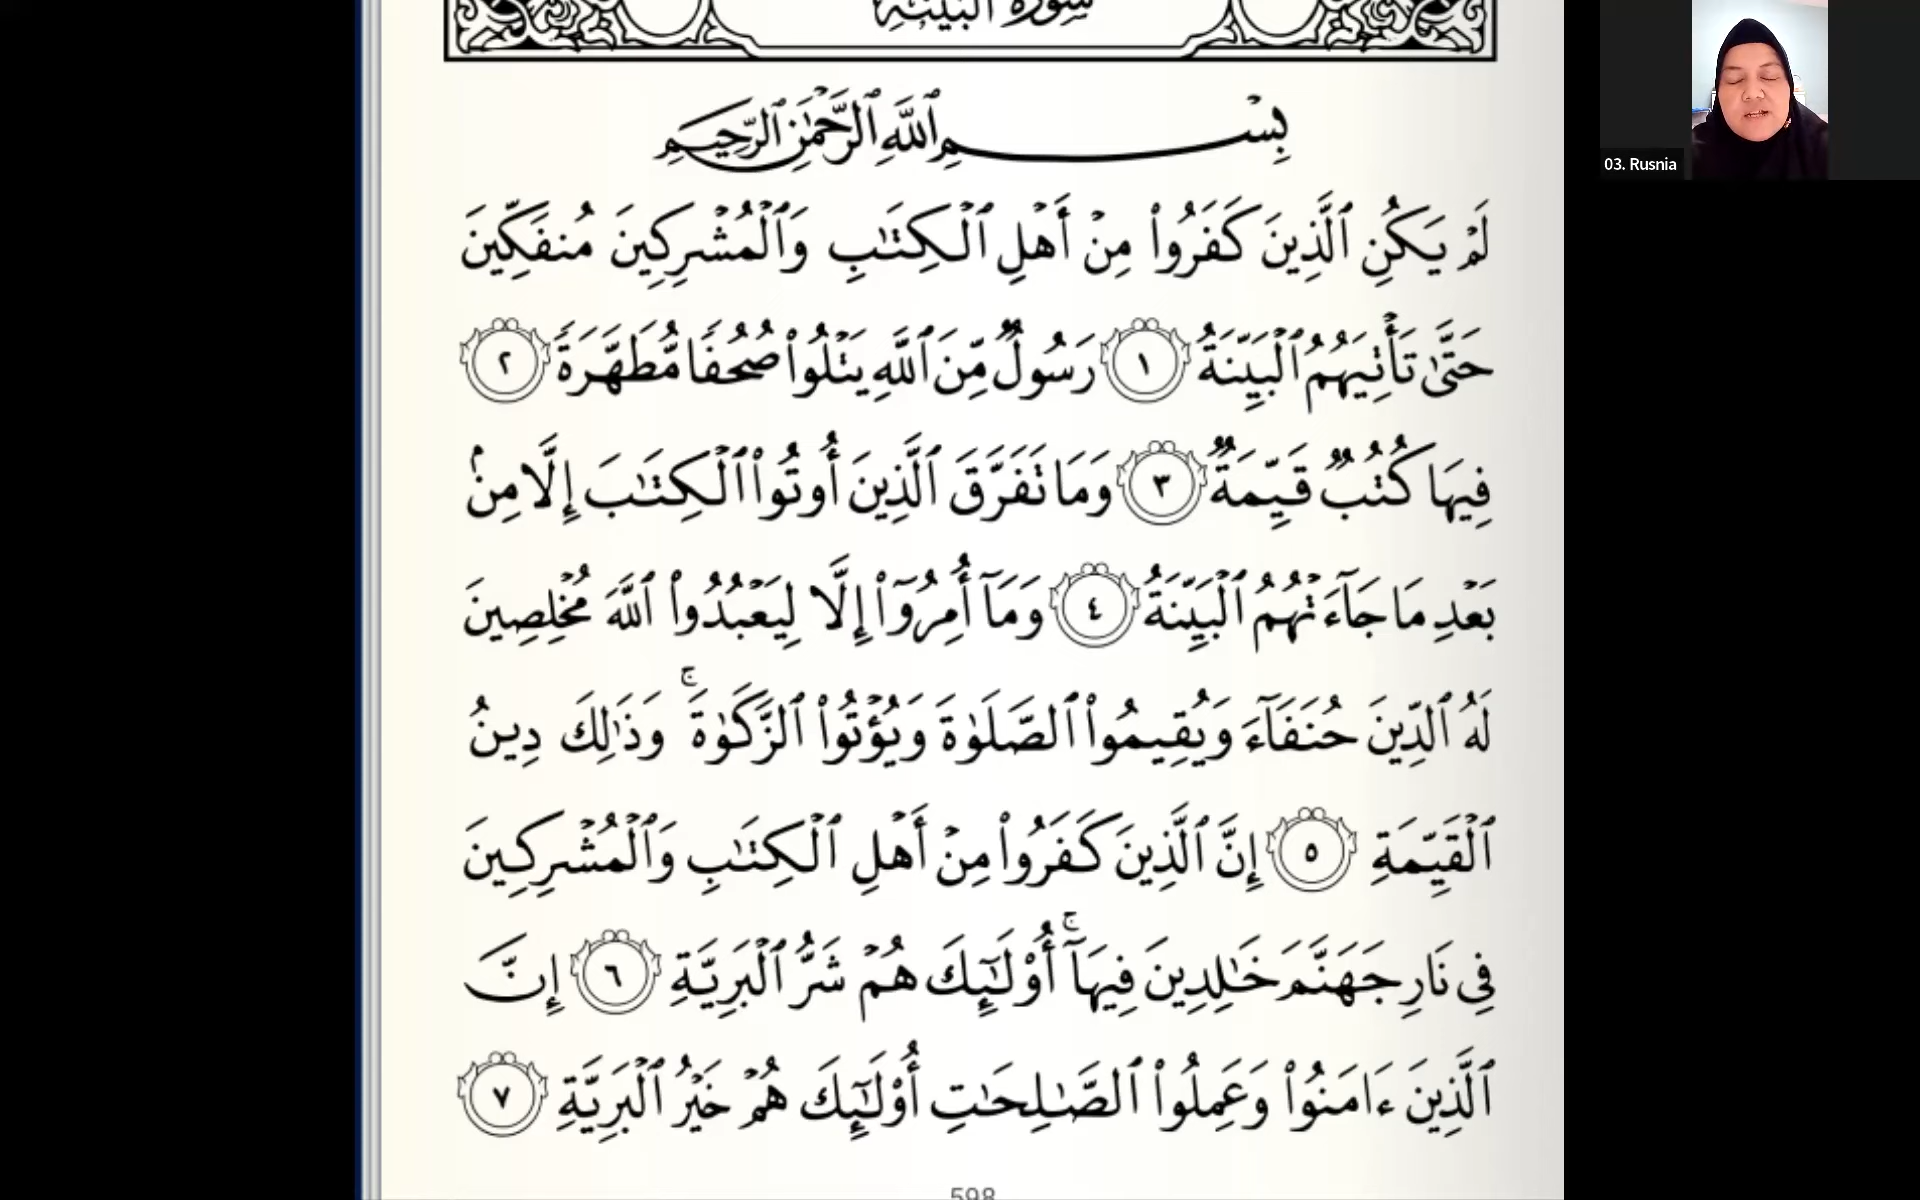 سورة البينة
بِسْمِ ٱللَّهِ ٱلرَّحْمَٰنِ ٱلرَّحِيمِ
لَمْ يَكُنِ ٱلَّذِينَ كَفَرُوا۟ مِنْ أَهْلِ ٱلْكِتَٰبِ وَٱلْمُشْرِكِينَ مُنفَكِّينَ
حَتَّىٰ تَأْتِيَهُمُ ٱلْبَيِّنَةُ ١ رَسُولٌ مِّنَ ٱللَّهِ يَتْلُوا۟ صُحُفًا مُّطَهَّرَةً ٢
فِيهَا كُتُبٌ قَيِّمَةٌ ٣ وَمَا تَفَرَّقَ ٱلَّذِينَ أُوتُوا۟ ٱلْكِتَٰبَ إِلَّا مِنۢ
بَعْدِ مَا جَآءَتْهُمُ ٱلْبَيِّنَةُ ٤ وَمَآ أُمِرُوٓا۟ إِلَّا لِيَعْبُدُوا۟ ٱللَّهَ مُخْلِصِينَ
لَهُ ٱلدِّينَ حُنَفَآءَ وَيُقِيمُوا۟ ٱلصَّلَوٰةَ وَيُؤْتُوا۟ ٱلزَّكَوٰةَ ۚ وَذَٰلِكَ دِينُ
ٱلْقَيِّمَةِ ٥ إِنَّ ٱلَّذِينَ كَفَرُوا۟ مِنْ أَهْلِ ٱلْكِتَٰبِ وَٱلْمُشْرِكِينَ
فِى نَارِ جَهَنَّمَ خَٰلِدِينَ فِيهَآ ۚ أُو۟لَٰٓئِكَ هُمْ شَرُّ ٱلْبَرِيَّةِ ٦ إِنَّ
ٱلَّذِينَ ءَامَنُوا۟ وَعَمِلُوا۟ ٱلصَّٰلِحَٰتِ أُو۟لَٰٓئِكَ هُمْ خَيْرُ ٱلْبَرِيَّةِ ٧
598
03. Rusnia